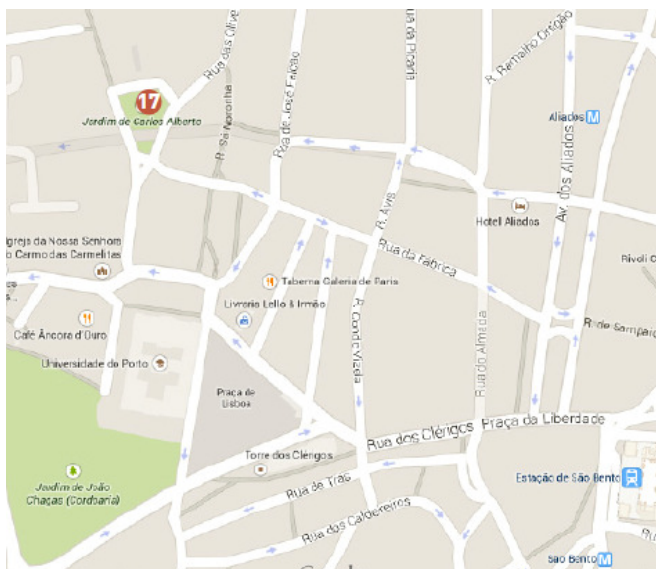 Rua das Olive
Rua de José Falcão
ua da Picaria
R. Ramalho Ortigão
17
Jardim de Carlos Alberto
R. Sá Noronha
Aliados M
Av. dos Aliados
Hotel Aliados
R. Avis
Rua da Fábrica
Rivoli
greja da Nossa Senhora
o Carmo das Carmelitas
Taberna Galeria de Paris
Livraria Lello & Irmão
Café Âncora d'Ouro
R. Conde Vizela
Rua do Almada
R. de Sampaio
Universidade do Porto
Praça de
Lisboa
Rua dos Clérigos
Praça da Liberdade
Torre dos Clérigos
Jardim de João
Chagas (Cordoaria)
Rua de Trás
Estação de São Bento
Rua dos Caldeireiros
Ru
São Bento M